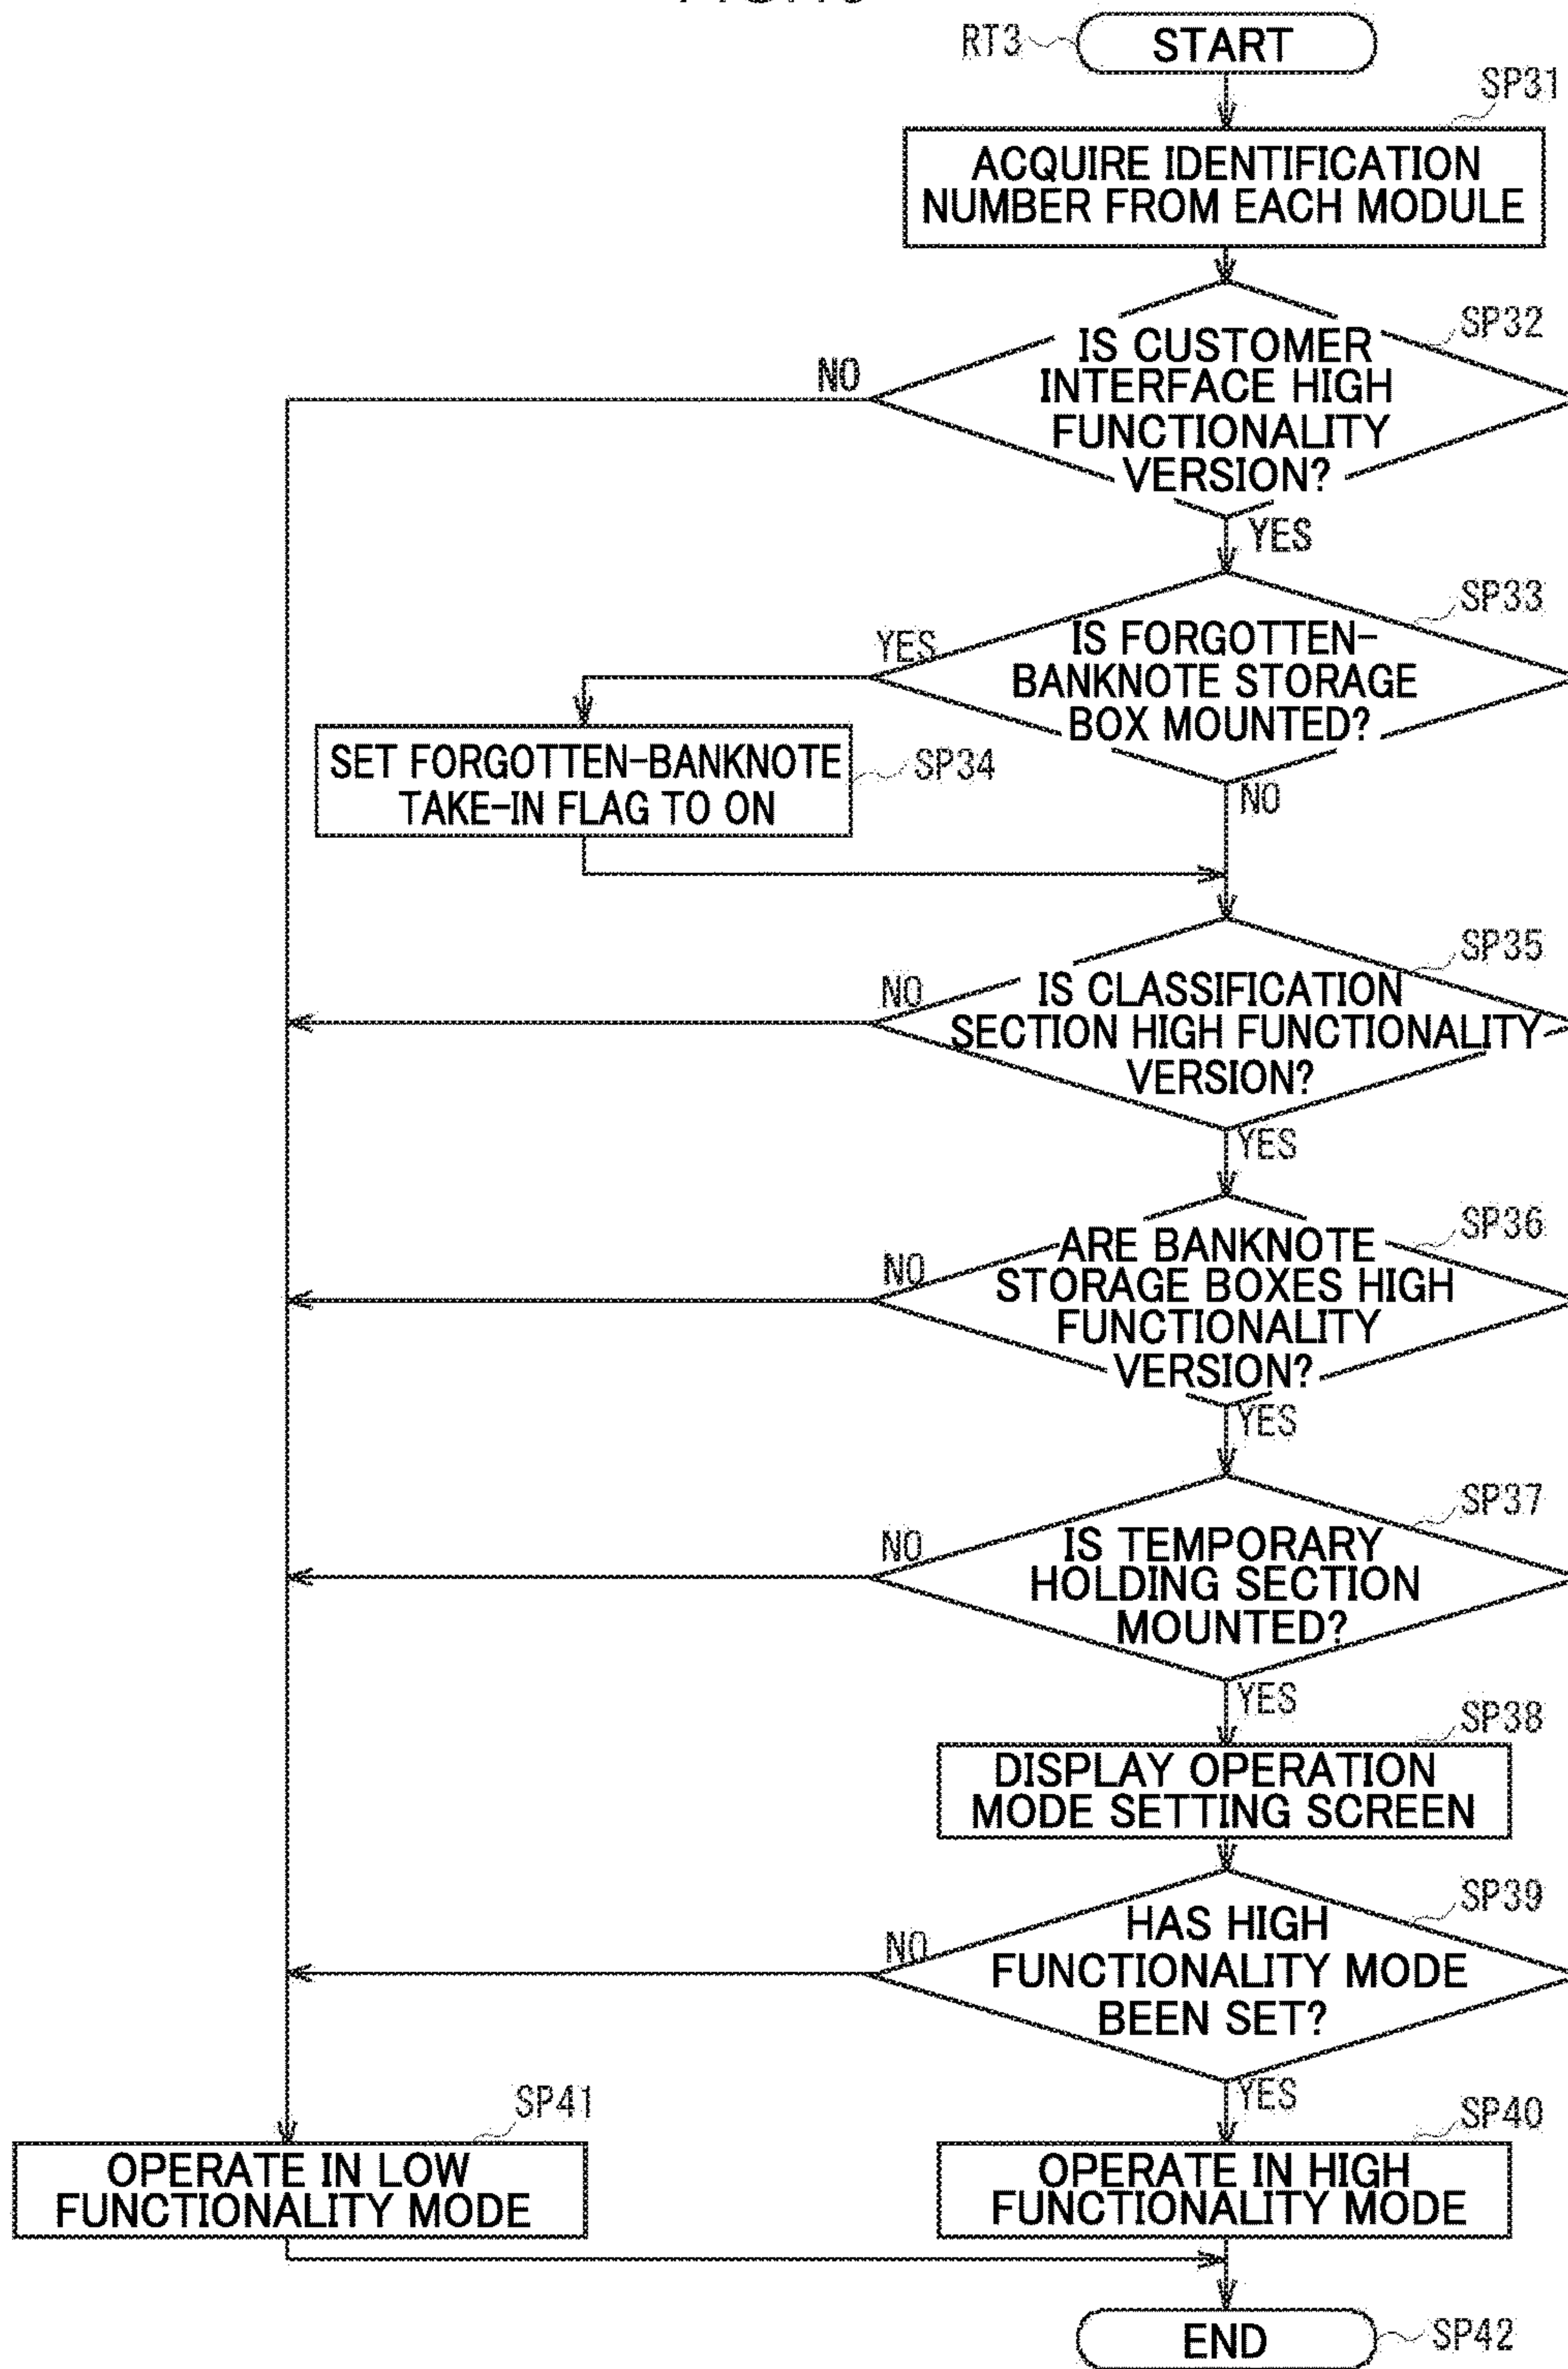 RT3
START
SP31
ACQUIRE IDENTIFICATION
NUMBER FROM EACH MODULE
SP32
IS CUSTOMER
INTERFACE HIGH
FUNCTIONALITY
VERSION?
NO
YES
SP33
IS FORGOTTEN-
BANKNOTE STORAGE
BOX MOUNTED?
YES
NO
SET FORGOTTEN-BANKNOTE
TAKE-IN FLAG TO ON
SP34
SP35
IS CLASSIFICATION
SECTION HIGH FUNCTIONALITY
VERSION?
NO
YES
SP36
ARE BANKNOTE
STORAGE BOXES HIGH
FUNCTIONALITY
VERSION?
NO
YES
SP37
IS TEMPORARY
HOLDING SECTION
MOUNTED?
NO
YES
SP38
DISPLAY OPERATION
MODE SETTING SCREEN
SP39
HAS HIGH
FUNCTIONALITY MODE
BEEN SET?
NO
YES
SP41
OPERATE IN LOW
FUNCTIONALITY MODE
SP40
OPERATE IN HIGH
FUNCTIONALITY MODE
END
SP42